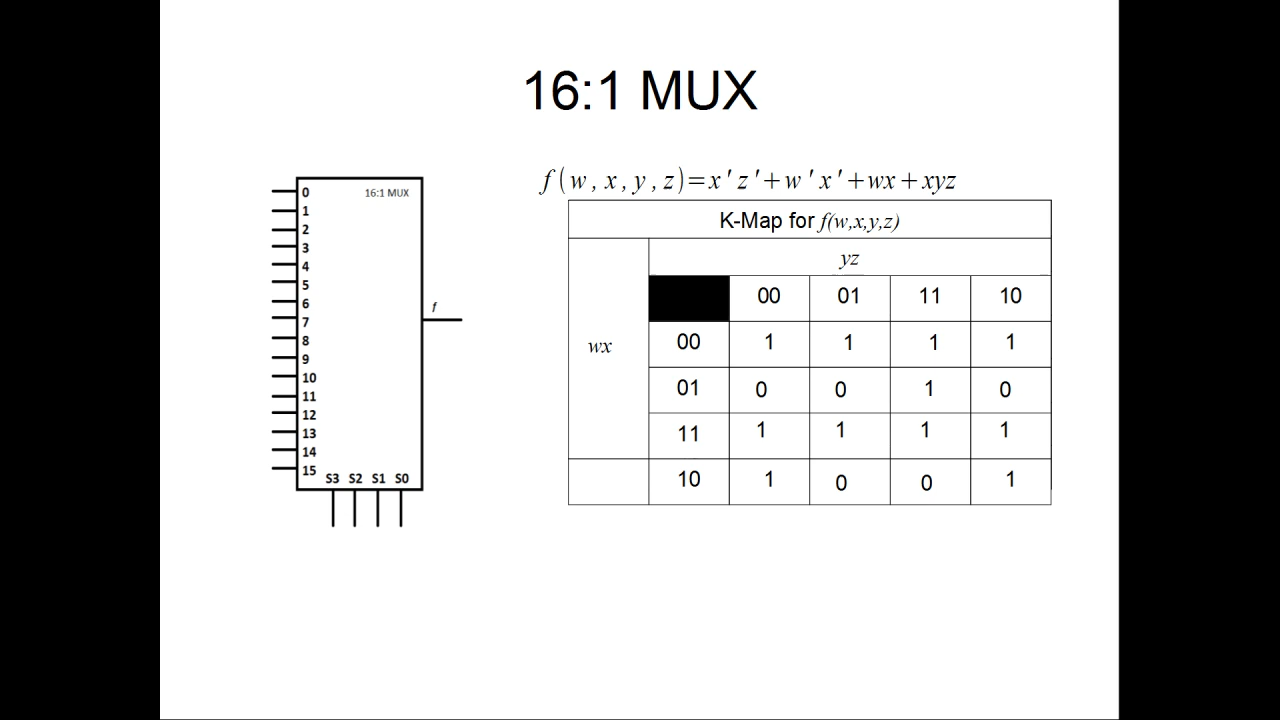 16:1 MUX
f(w,x,y,z)=x'z'+w'x'+wx+xyz
16:1 MUX
0
1
2
3
4
5
6
7
8
9
10
11
12
13
14
15
S3 S2 S1 S0
f
K-Map for f(w,x,y,z)
yz
00 01 11 10
wx
00 1 1 1 1
01 0 0 1 0
11 1 1 1 1
10 1 0 0 1